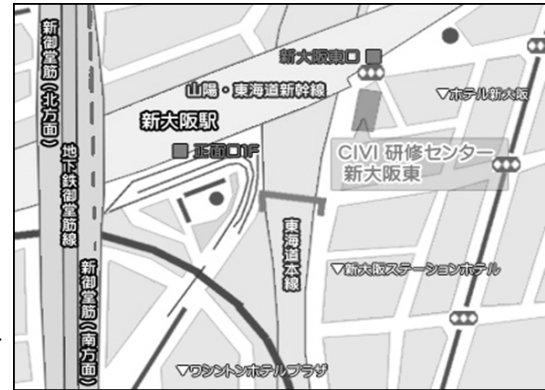 新御堂筋(北方面)
地下鉄御堂筋線
新御堂筋(南方面)
新大阪東口
山陽・東海道新幹線
▼ホテル新大阪
新大阪駅
正面口1F
CIVI 研修センター
新大阪東
東海道本線
▼新大阪ステーションホテル
▼ワシントンホテルプラザ